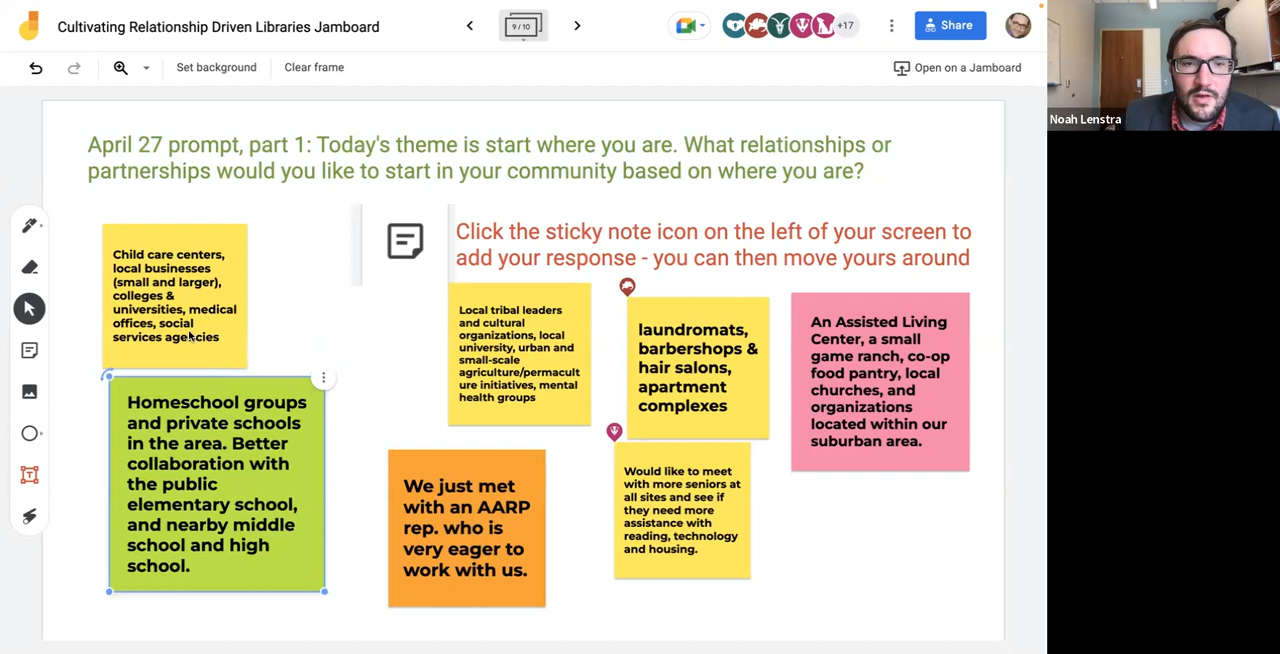 Cultivating Relationship Driven Libraries Jamboard
9/10
+17
Share
Set background
Clear frame
Open on a Jamboard
Noah Lenstra
April 27 prompt, part 1: Today's theme is start where you are. What relationships or
partnerships would you like to start in your community based on where you are?
Click the sticky note icon on the left of your screen to
add your response - you can then move yours around
Child care centers,
local businesses
(small and larger),
colleges &
universities, medical
offices, social
services agencies
Local tribal leaders
and cultural
organizations, local
university, urban and
small-scale
agriculture/permacult
ure initiatives, mental
health groups
laundromats,
barbershops &
hair salons,
apartment
complexes
An Assisted Living
Center, a small
game ranch, co-op
food pantry, local
churches, and
organizations
located within our
suburban area.
Homeschool groups
and private schools
in the area. Better
collaboration with
the public
elementary school,
and nearby middle
school and high
school.
We just met
with an AARP
rep. who is
very eager to
work with us.
Would like to meet
with more seniors at
all sites and see if
they need more
assistance with
reading, technology
and housing.
T